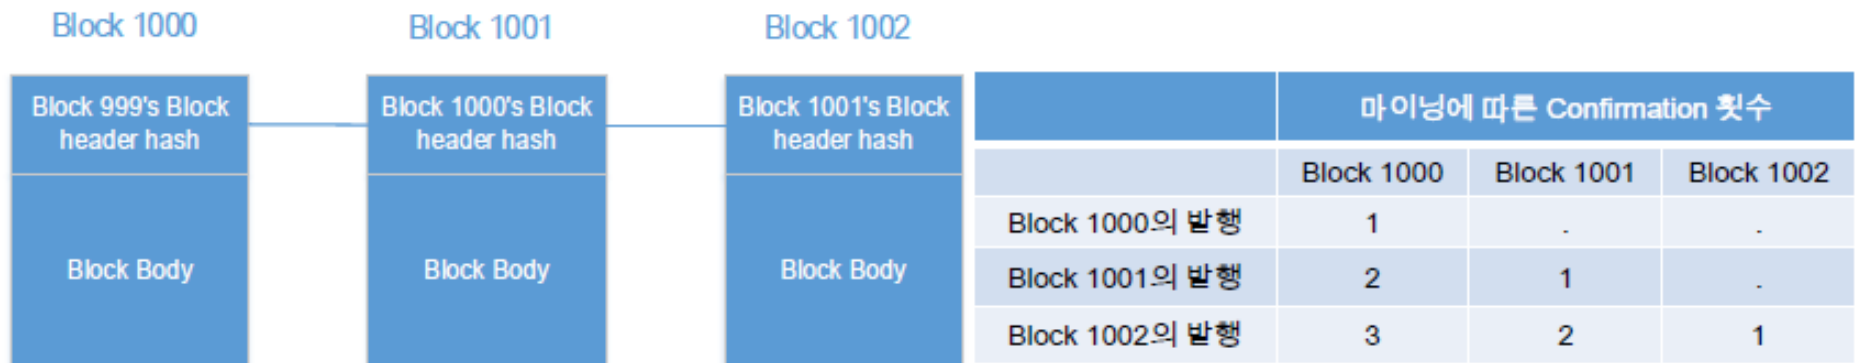 Block 1000
Block 1001
Block 1002
Block 999's Block
header hash
Block 1000's Block
header hash
Block 1001's Block
header hash
Block Body
Block Body
Block Body
마이닝에 따른 Confirmation 횟수
Block 1000 Block 1001 Block 1002
Block 1000의 발행 1 . .
Block 1001의 발행 2 1 .
Block 1002의 발행 3 2 1